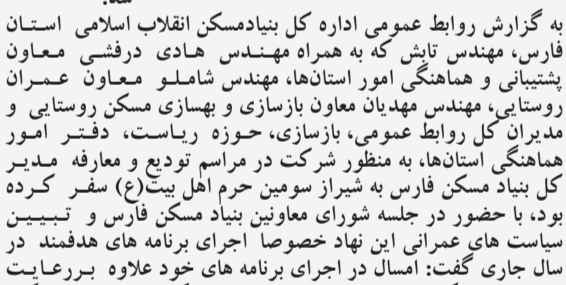 به گزارش روابط عمومی اداره کل بنیادمسکن انقلاب اسلامی استان
فارس، مهندس تابش که به همراه مهندس هادی درفشی معاون
پشتیبانی و هماهنگی امور استان‌ها، مهندس شاملو معاون عمران
روستایی، مهندس مهدیان معاون بازسازی و بهسازی مسکن روستایی و
مدیران کل روابط عمومی، بازسازی، حوزه ریاست، دفتر امور
هماهنگی استان‌ها، به منظور شرکت در مراسم تودیع و معارفه مدیر
کل بنیاد مسکن فارس به شیراز سومین حرم اهل بیت(ع) سفر کرده
بود، با حضور در جلسه شورای معاونین بنیاد مسکن فارس و تبیین
سیاست های عمرانی این نهاد خصوصا اجرای برنامه های هدفمند در
سال جاری گفت: امسال در اجرای برنامه های خود علاوه بررعایت